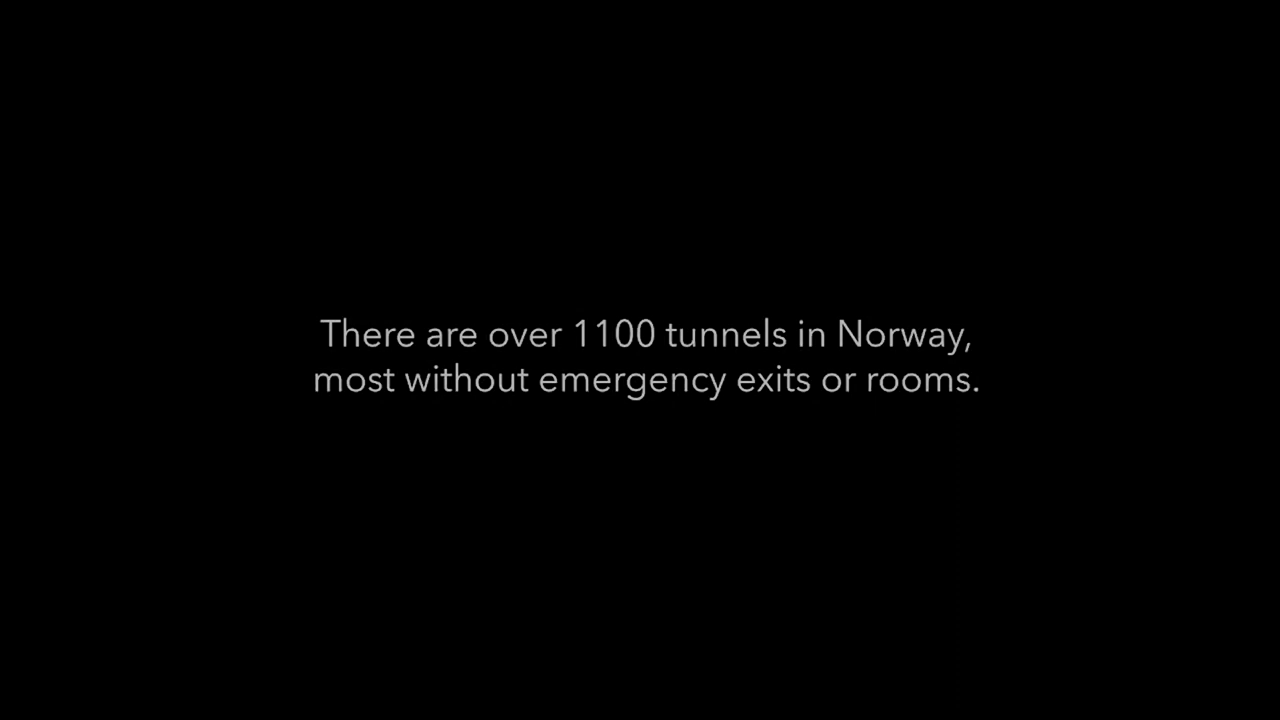 There are over 1100 tunnels in Norway,
most without emergency exits or rooms.